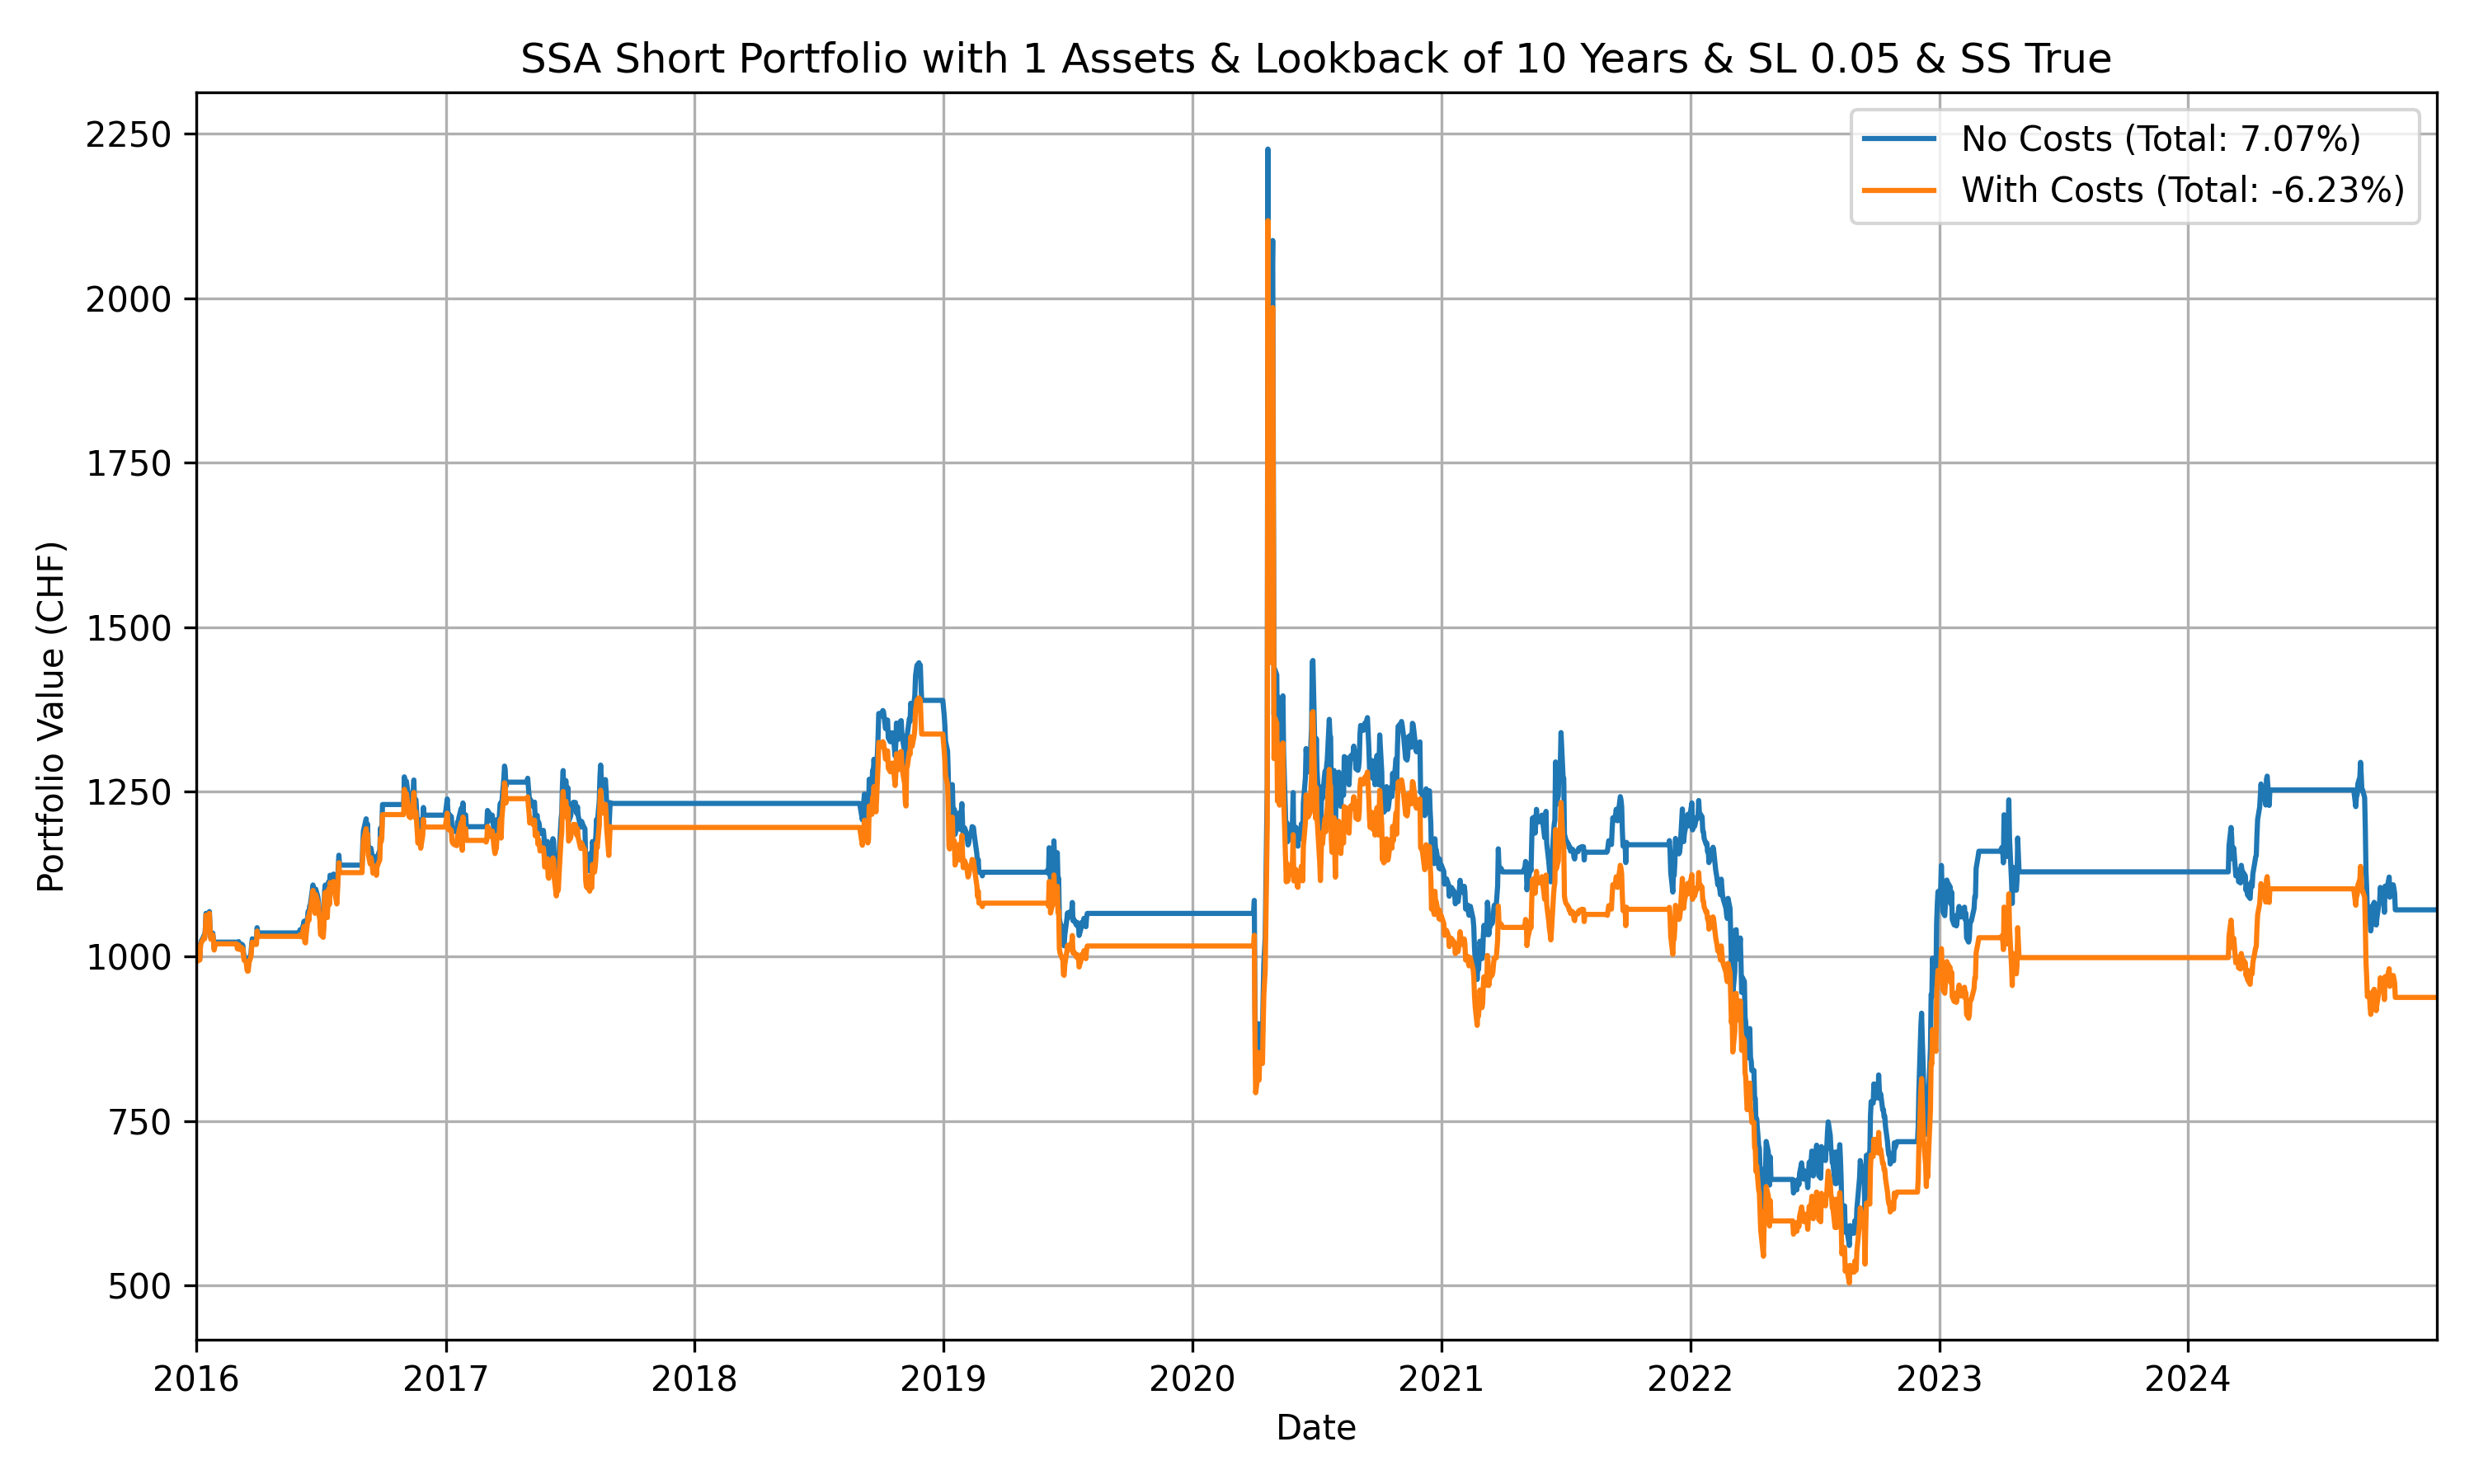 SSA Short Portfolio with 1 Assets & Lookback of 10 Years & SL 0.05 & SS True
No Costs (Total: 7.07%)
With Costs (Total: -6.23%)
Portfolio Value (CHF)
2250
2000
1750
1500
1250
1000
750
500
2016 2017 2018 2019 2020 2021 2022 2023 2024
Date